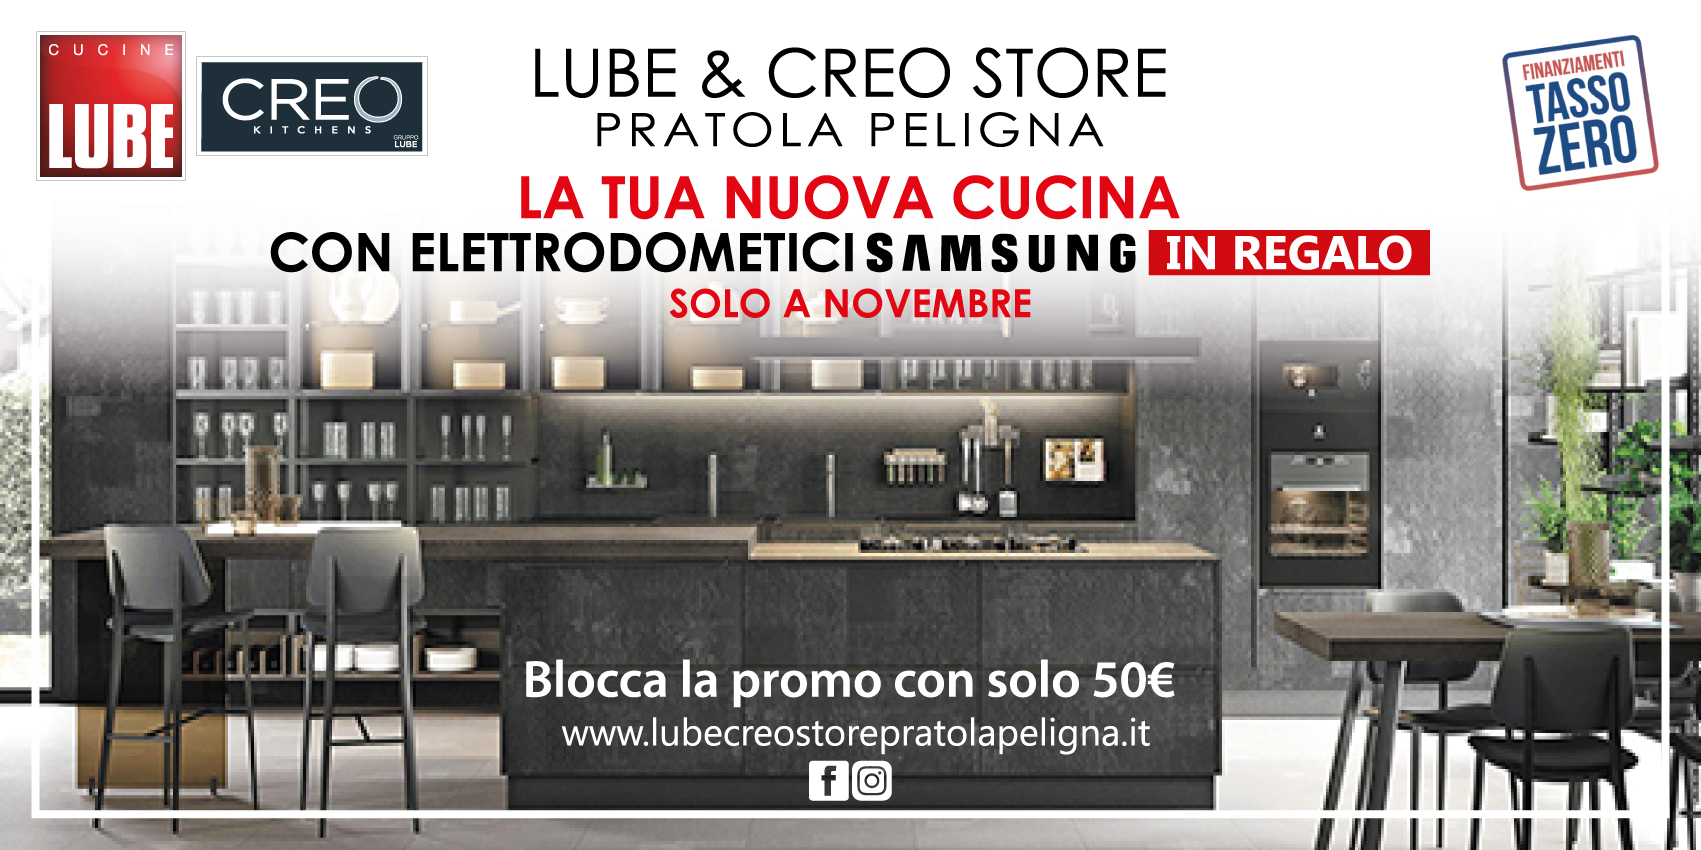 CUCINE
LUBE
CREO
KITCHENS
GRUPPO
LUBE
LUBE & CREO STORE
PRATOLA PELIGNA
FINANZIAMENTI
TASSO
ZERO
LA TUA NUOVA CUCINA
CON ELETTRODOMETICI SAMSUNG IN REGALO
SOLO A NOVEMBRE
Blocca la promo con solo 50€
www.lubecreostorepratolapeligna.it